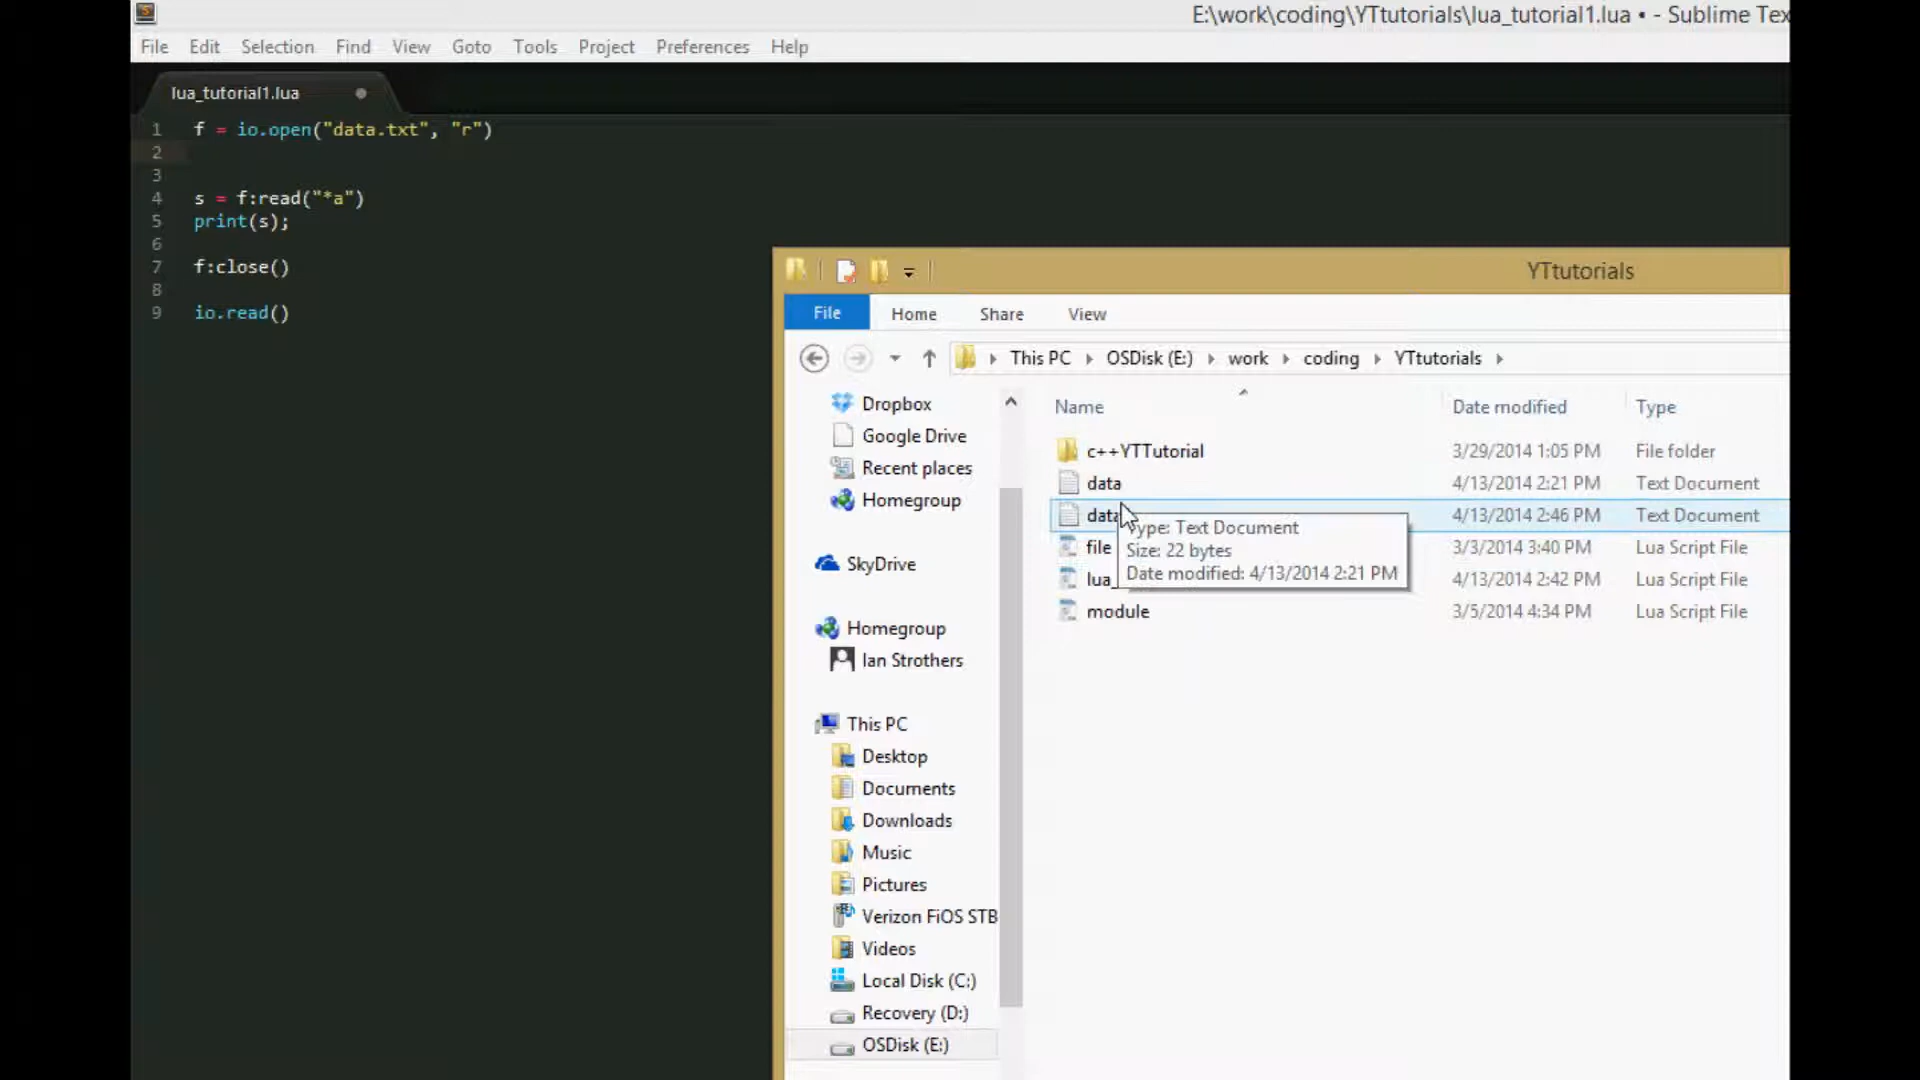 E:\work\coding\YTtutorials\lua_tutorial1.lua • - Sublime Tex
File Edit Selection Find View Goto Tools Project Preferences Help
lua_tutorial1.lua
1 f = io.open("data.txt", "r")
2
3
4 s = f:read("*a")
5 print(s);
6
7 f:close()
8
9 io.read()
YTtutorials
File Home Share View
This PC OSDisk (E:) work coding YTtutorials
Dropbox
Google Drive
Recent places
Homegroup
SkyDrive
Homegroup
Ian Strothers
This PC
Desktop
Documents
Downloads
Music
Pictures
Verizon FiOS STB
Videos
Local Disk (C:)
Recovery (D:)
OSDisk (E:)
Name Date modified Type
c++YTTutorial 3/29/2014 1:05 PM File folder
data 4/13/2014 2:21 PM Text Document
data 4/13/2014 2:46 PM Text Document
file 3/3/2014 3:40 PM Lua Script File
lua_ 4/13/2014 2:42 PM Lua Script File
module 3/5/2014 4:34 PM Lua Script File
Type: Text Document
Size: 22 bytes
Date modified: 4/13/2014 2:21 PM